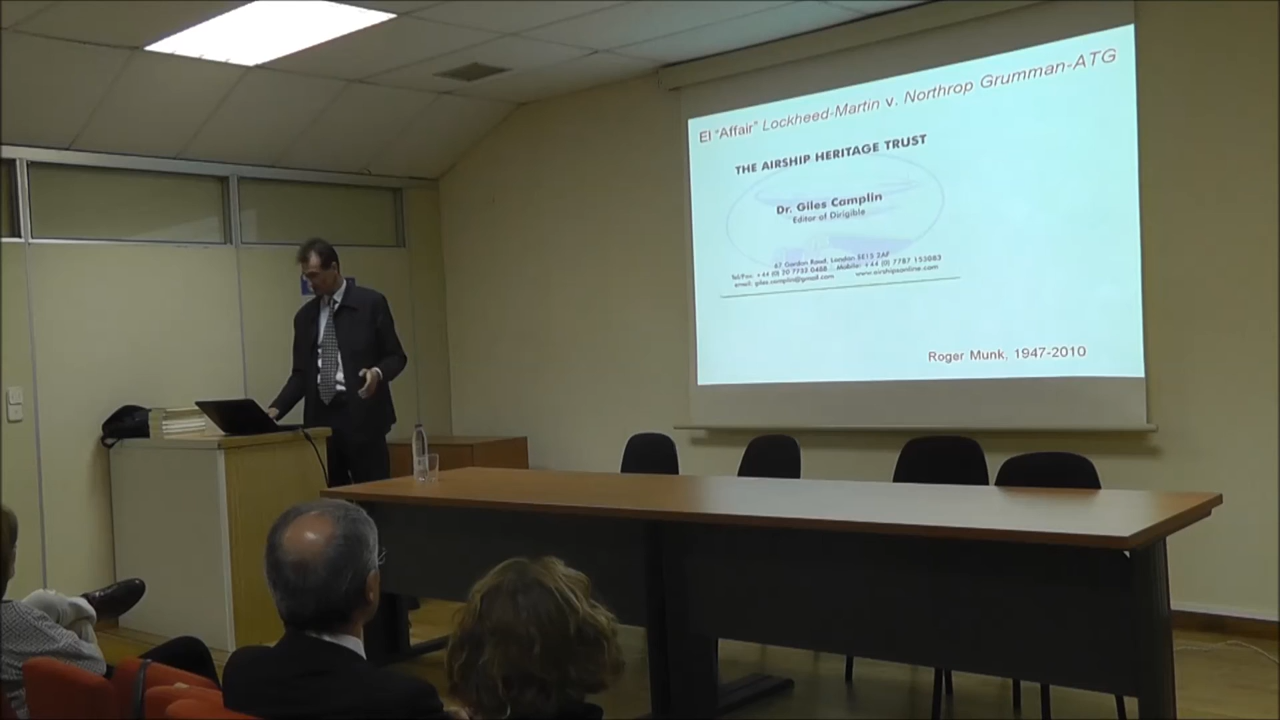 El "Affair" Lockheed-Martin v. Northrop Grumman-ATG
THE AIRSHIP HERITAGE TRUST
Dr. Giles Camplin
Editor of Dirigible
47 Gordon Road, London SE15 2AF
Tel/Fax: +44 (0) 20 7732 0488 Mobile: +44 (0) 7787 153083
email: giles.camplin@gmail.com www.airshipsonline.com
Roger Munk, 1947-2010